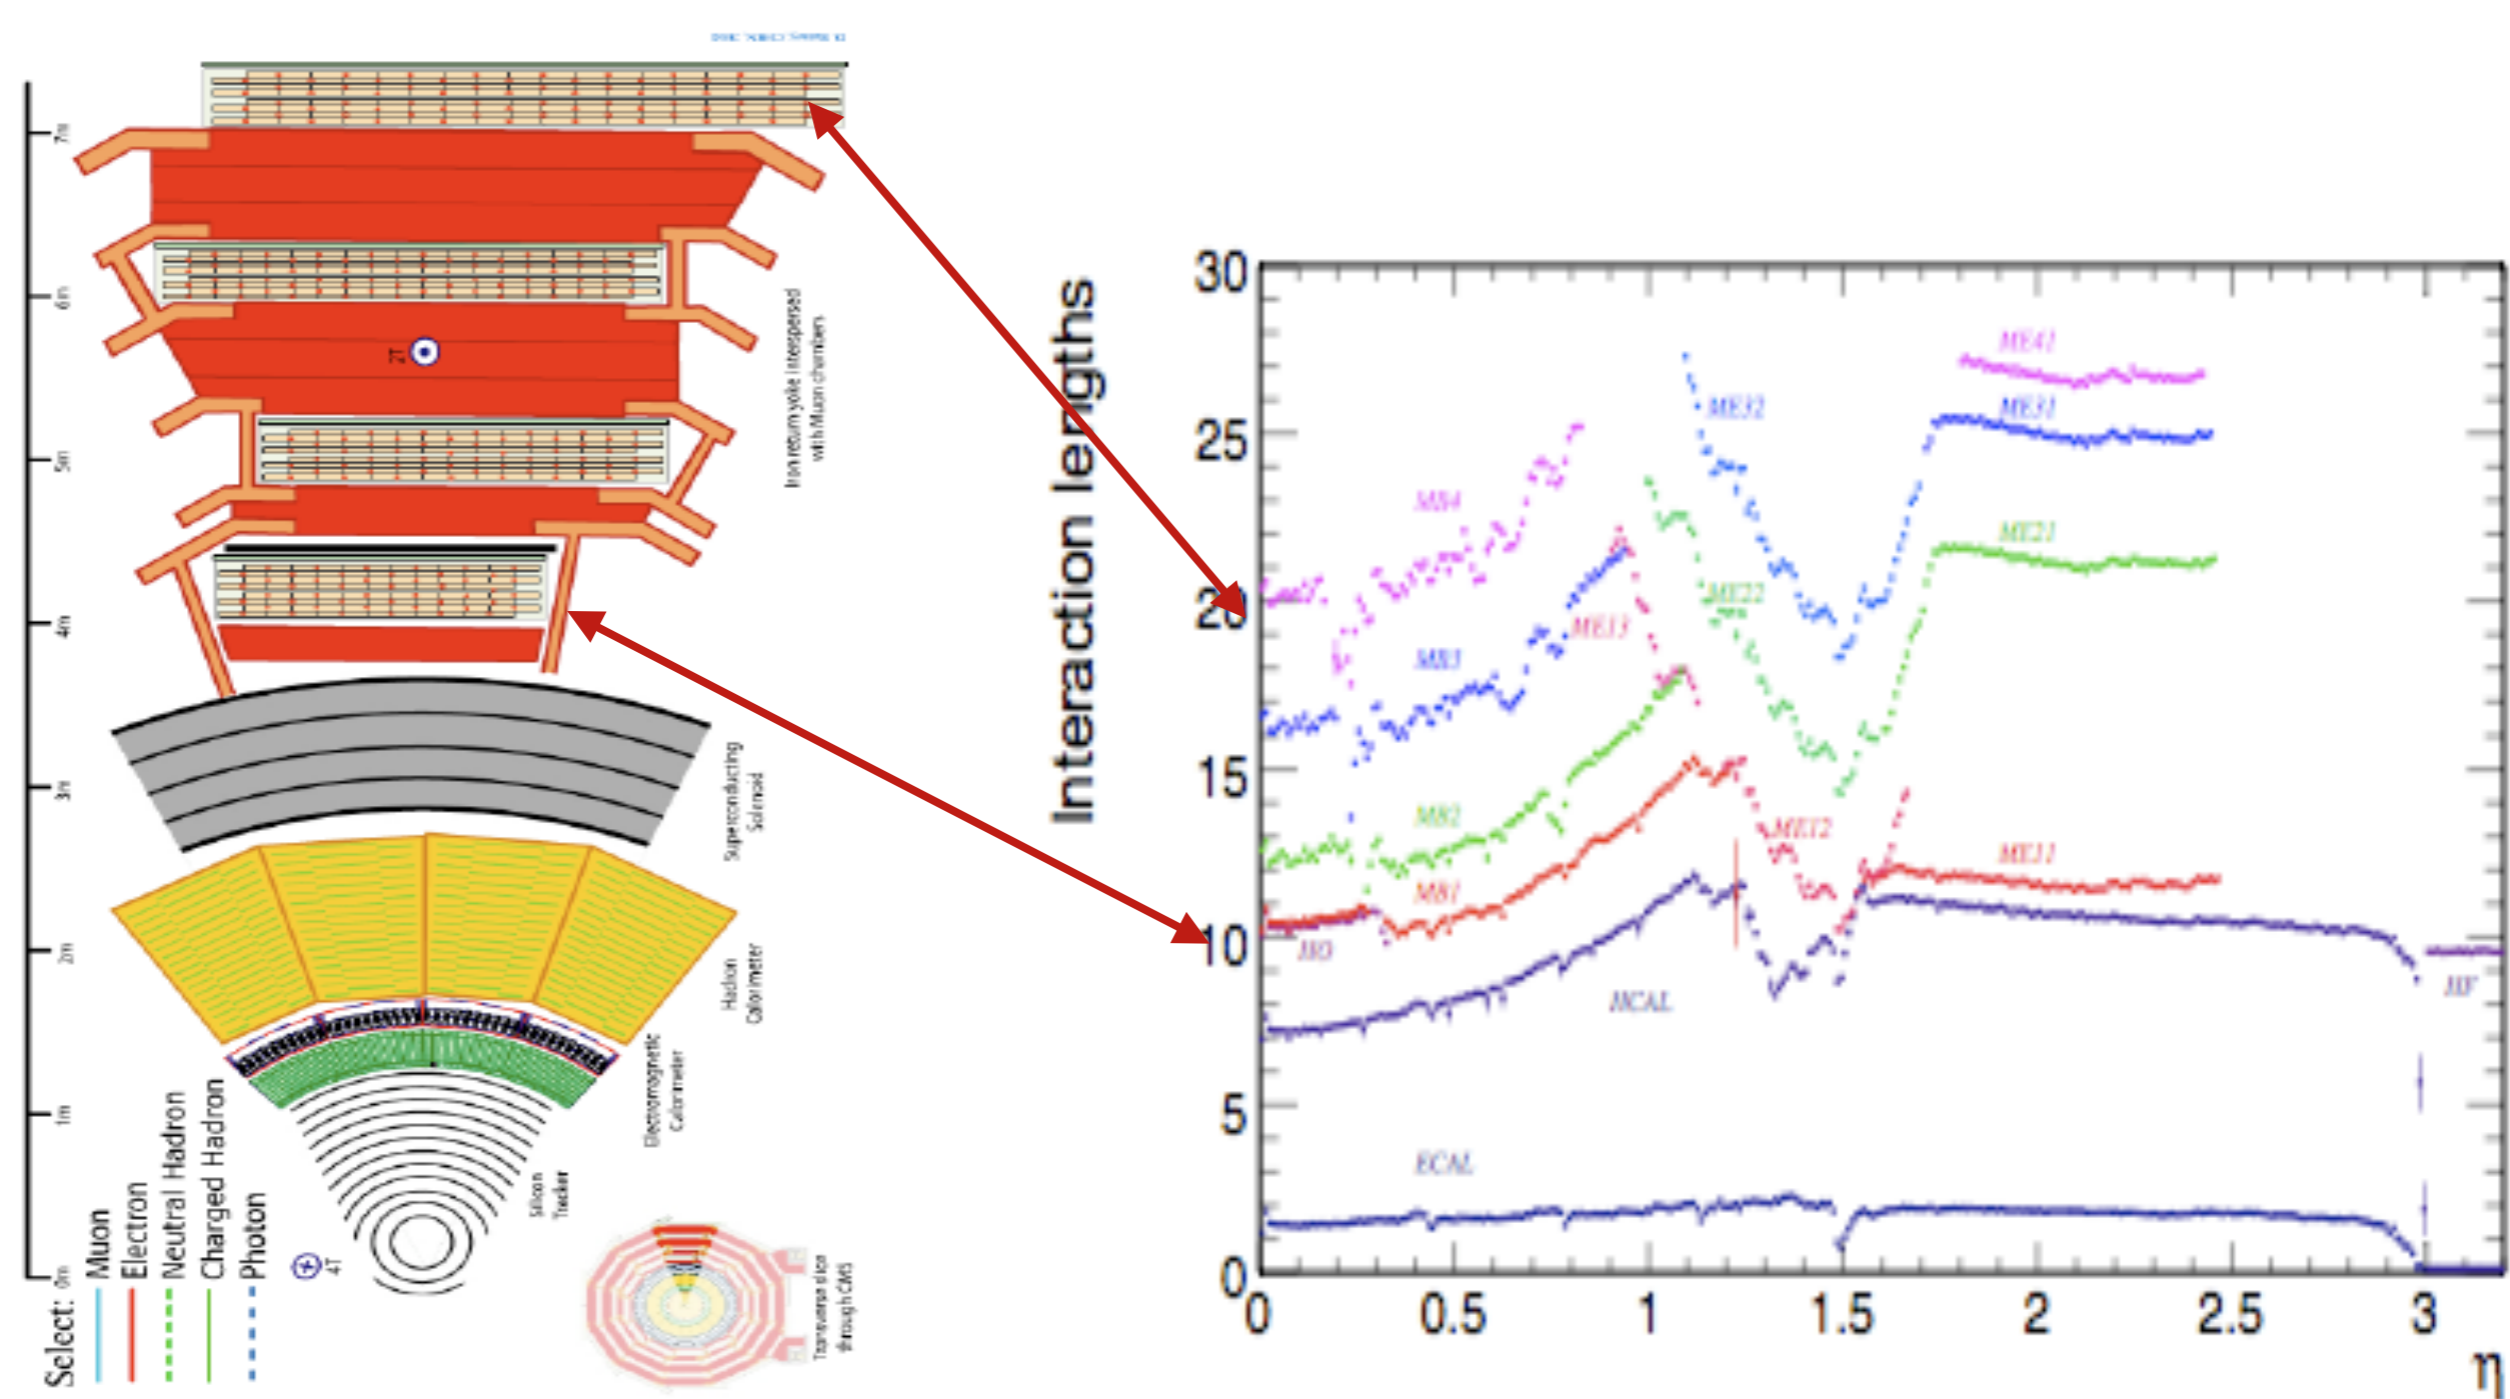 7m
6m
5m
4m
3m
2m
1m
0m
2T
Iron return yoke interspersed
with Muon chambers
Superconducting
Solenoid
Hadron
Calorimeter
Electromagnetic
Calorimeter
Silicon
Tracker
4T
Select:
Muon
Electron
Neutral Hadron
Charged Hadron
Photon
Transverse slice
through CMS
Interaction lengths
30
25
20
15
10
5
0
ME41
ME32
ME31
MB4
ME21
ME22
ME13
MB3
MB2
ME12
ME11
MB1
HO
HCAL
HF
ECAL
0
0.5
1
1.5
2
2.5
3
η